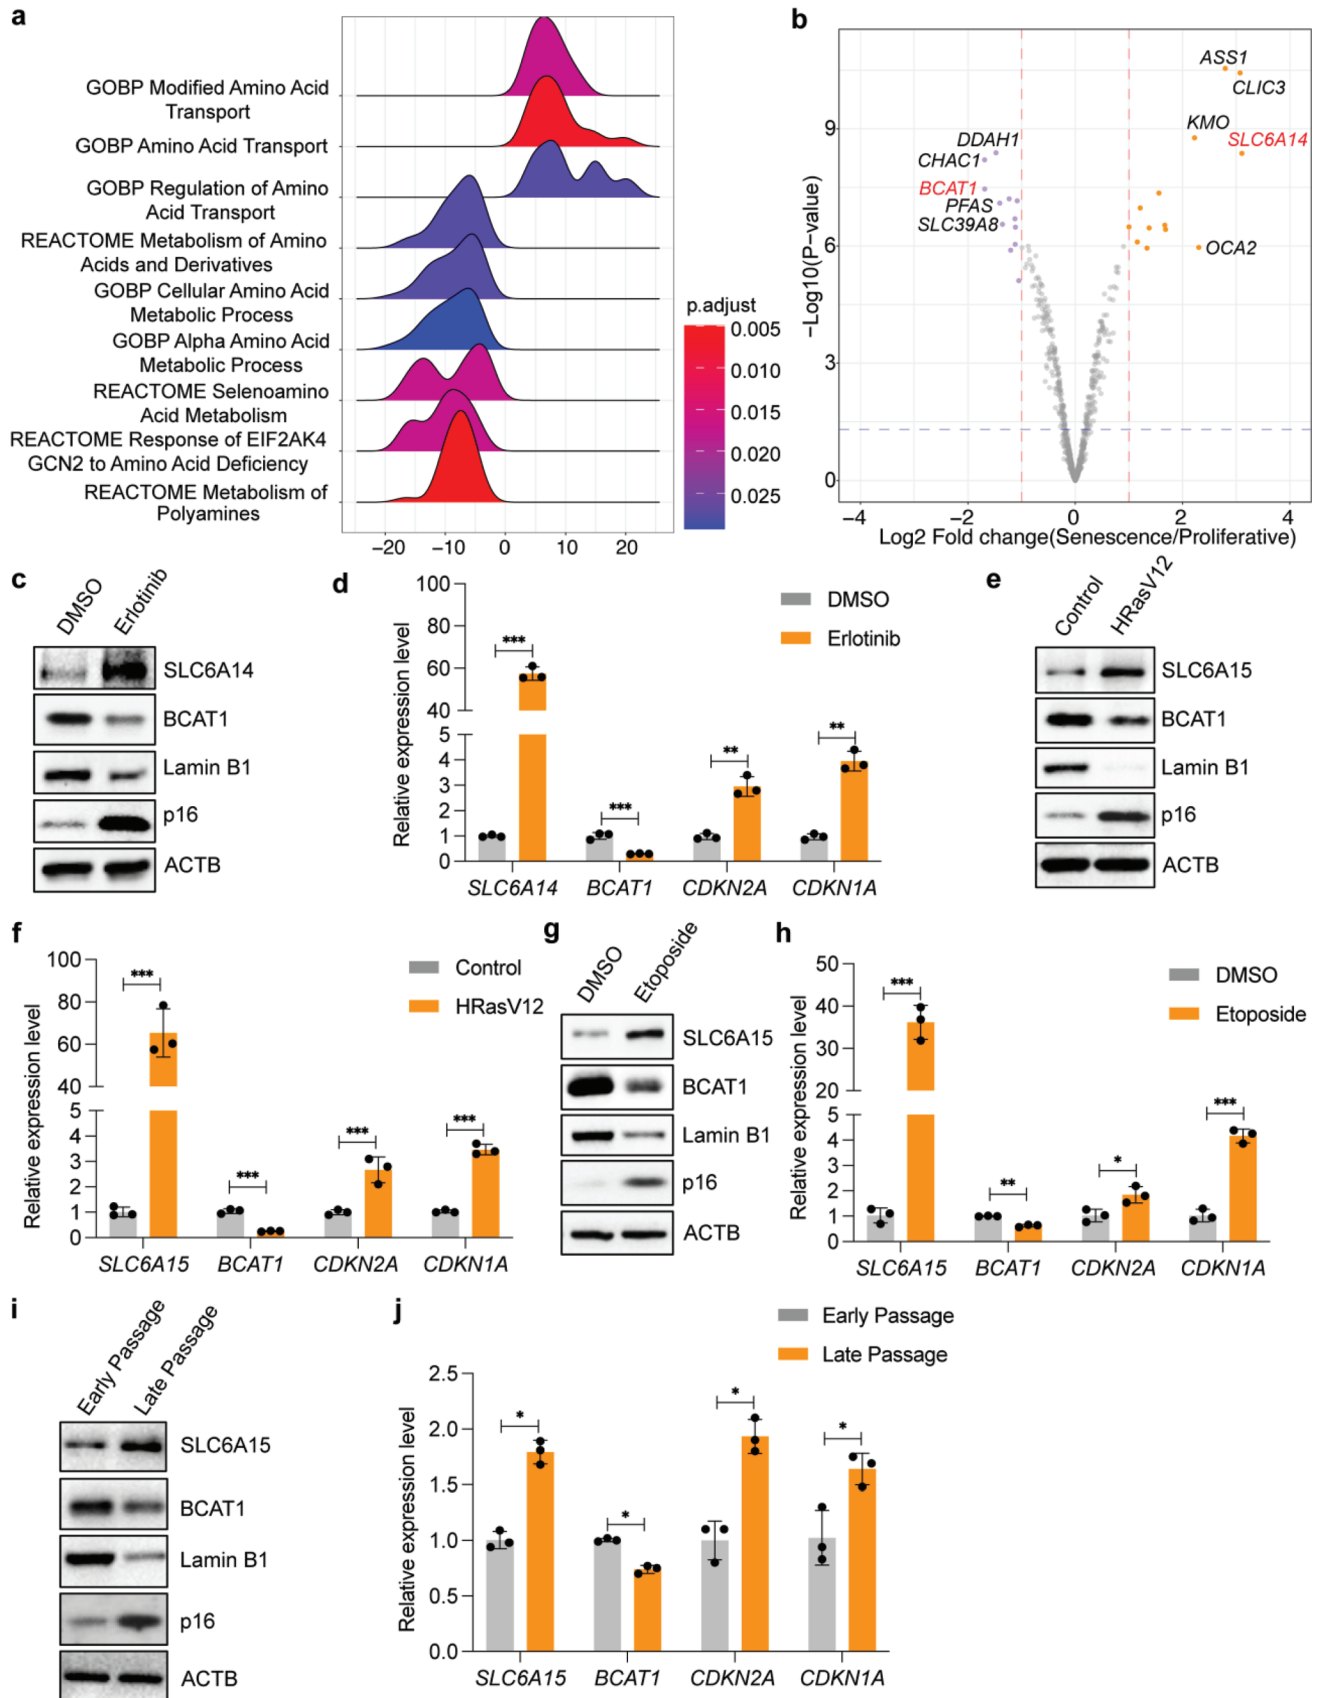 a
GOBP Modified Amino Acid
Transport
GOBP Amino Acid Transport
GOBP Regulation of Amino
Acid Transport
REACTOME Metabolism of Amino
Acids and Derivatives
GOBP Cellular Amino Acid
Metabolic Process
GOBP Alpha Amino Acid
Metabolic Process
REACTOME Selenoamino
Acid Metabolism
REACTOME Response of EIF2AK4
GCN2 to Amino Acid Deficiency
REACTOME Metabolism of
Polyamines
−20 −10 0 10 20
p.adjust
0.005
0.010
0.015
0.020
0.025
b
ASS1
CLIC3
KMO
SLC6A14
DDAH1
CHAC1
BCAT1
PFAS
SLC39A8
OCA2
9
6
3
0
−Log10(P−value)
−4 −2 0 2 4
Log2 Fold change(Senescence/Proliferative)
c
DMSO
Erlotinib
SLC6A14
BCAT1
Lamin B1
p16
ACTB
d
Relative expression level
100
80
60
40
5
4
3
2
1
0
***
***
**
**
DMSO
Erlotinib
SLC6A14 BCAT1 CDKN2A CDKN1A
e
Control
HRasV12
SLC6A15
BCAT1
Lamin B1
p16
ACTB
f
Relative expression level
100
80
60
40
5
4
3
2
1
0
***
***
***
***
Control
HRasV12
SLC6A15 BCAT1 CDKN2A CDKN1A
g
DMSO
Etoposide
SLC6A15
BCAT1
Lamin B1
p16
ACTB
h
Relative expression level
50
40
30
20
5
4
3
2
1
0
***
**
*
***
DMSO
Etoposide
SLC6A15 BCAT1 CDKN2A CDKN1A
i
Early Passage
Late Passage
SLC6A15
BCAT1
Lamin B1
p16
ACTB
j
Early Passage
Late Passage
Relative expression level
2.5
2.0
1.5
1.0
0.5
0.0
*
*
*
*
SLC6A15 BCAT1 CDKN2A CDKN1A